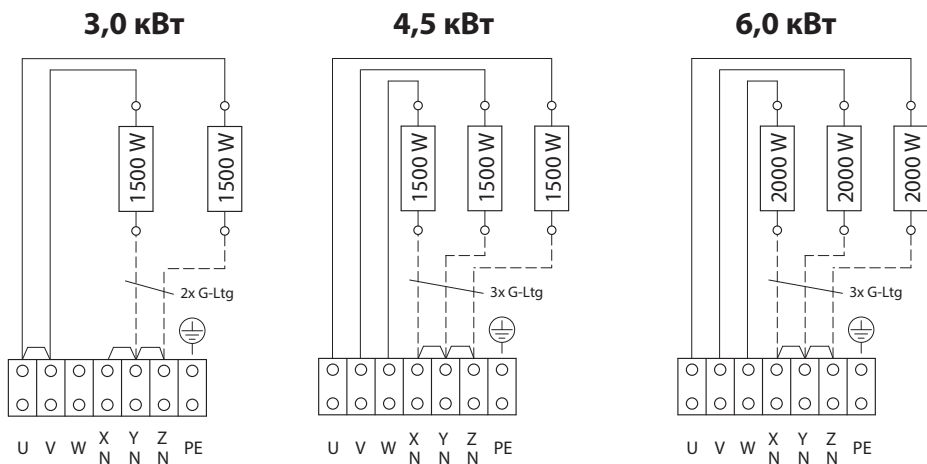 3,0 кВт
4,5 кВт
6,0 кВт
1500 W
1500 W
1500 W
1500 W
1500 W
2000 W
2000 W
2000 W
2x G-Ltg
3x G-Ltg
3x G-Ltg
U V W X Y Z PE
N N N
U V W X Y Z PE
N N N
U V W X Y Z PE
N N N